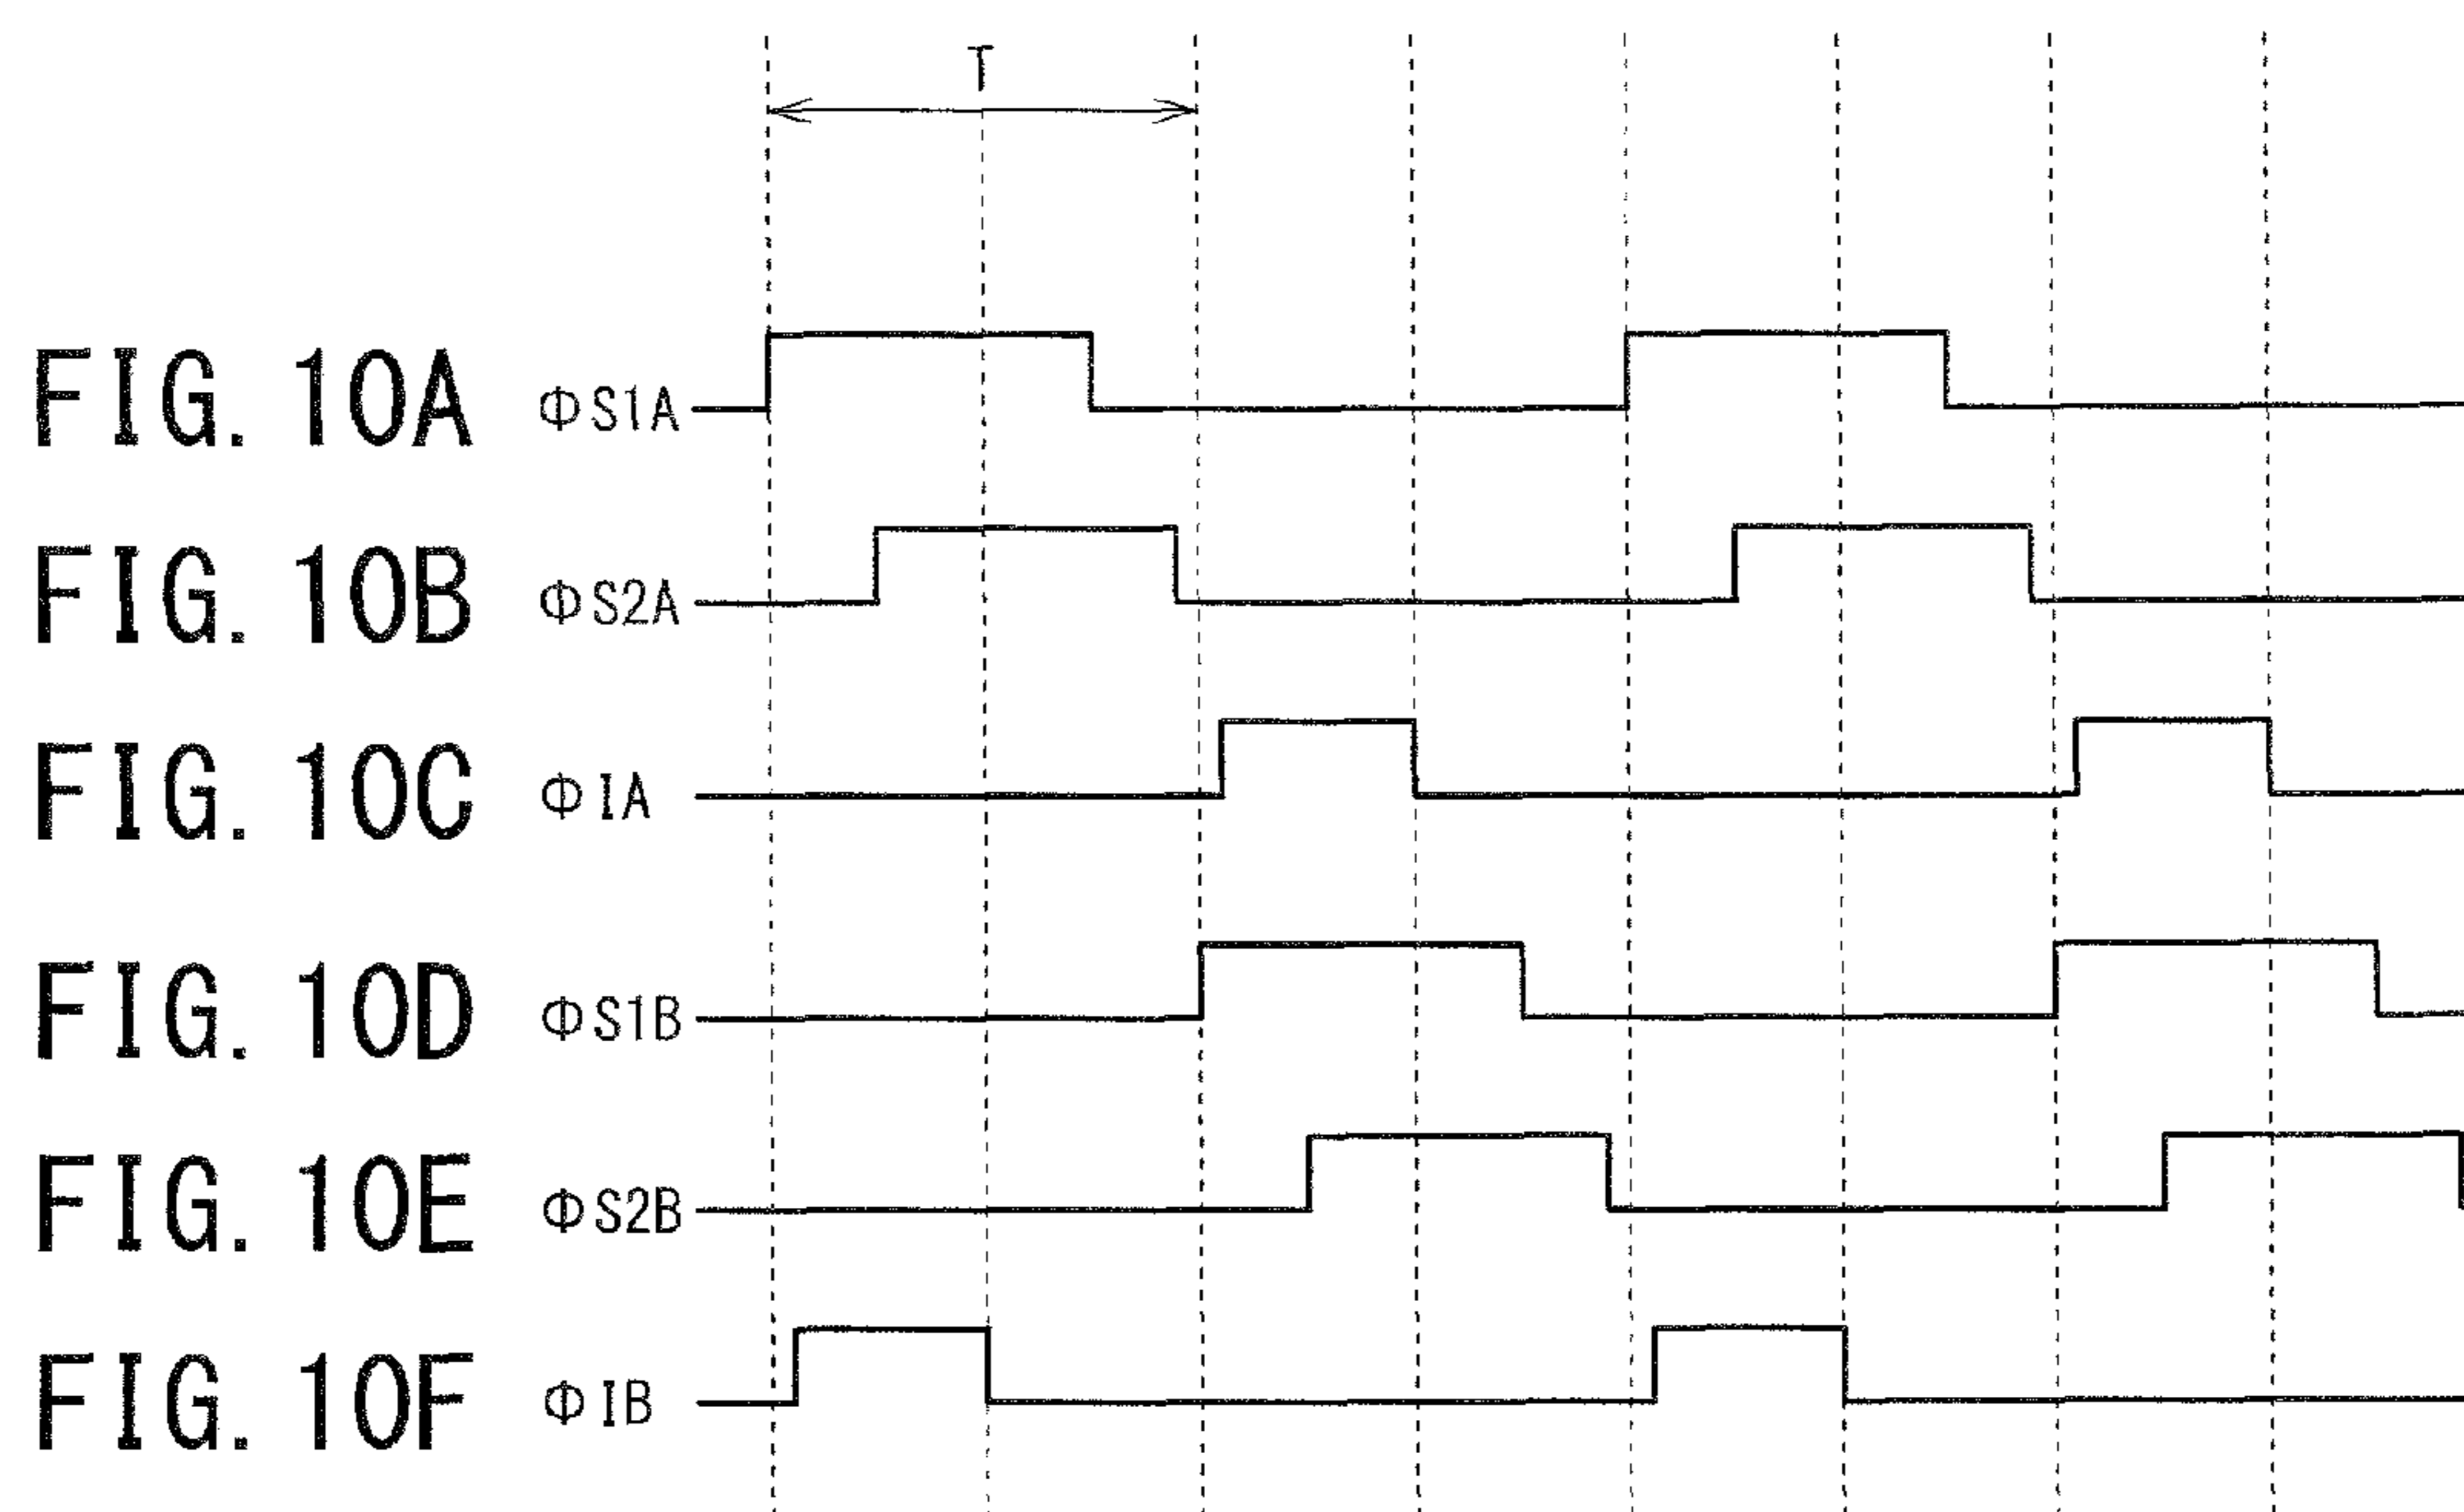 T
FIG. 10A ΦS1A
FIG. 10B ΦS2A
FIG. 10C ΦIA
FIG. 10D ΦS1B
FIG. 10E ΦS2B
FIG. 10F ΦIB